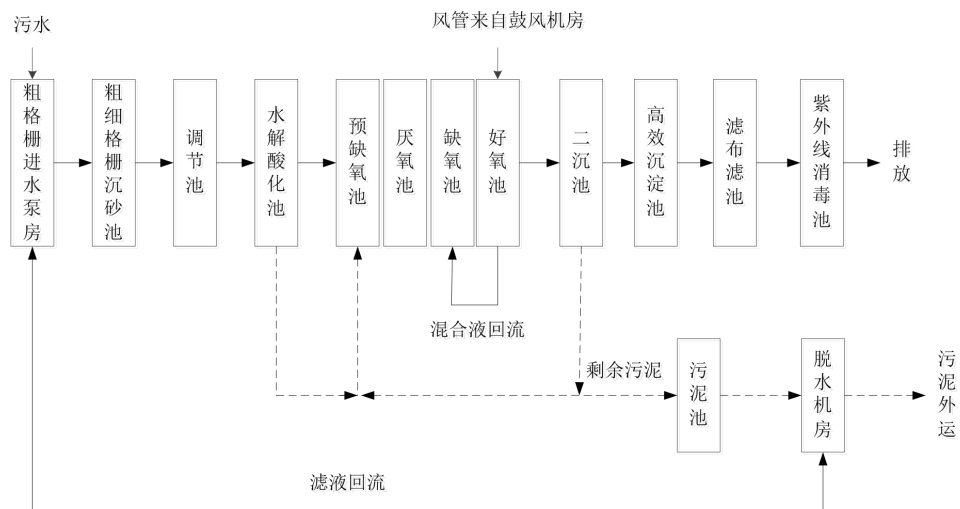 污水
风管来自鼓风机房
粗格栅进水泵房
粗细格栅沉砂池
调节池
水解酸化池
预缺氧池
厌氧池
缺氧池
好氧池
二沉池
高效沉淀池
滤布滤池
紫外线消毒池
排放
混合液回流
剩余污泥
污泥池
脱水机房
污泥外运
滤液回流